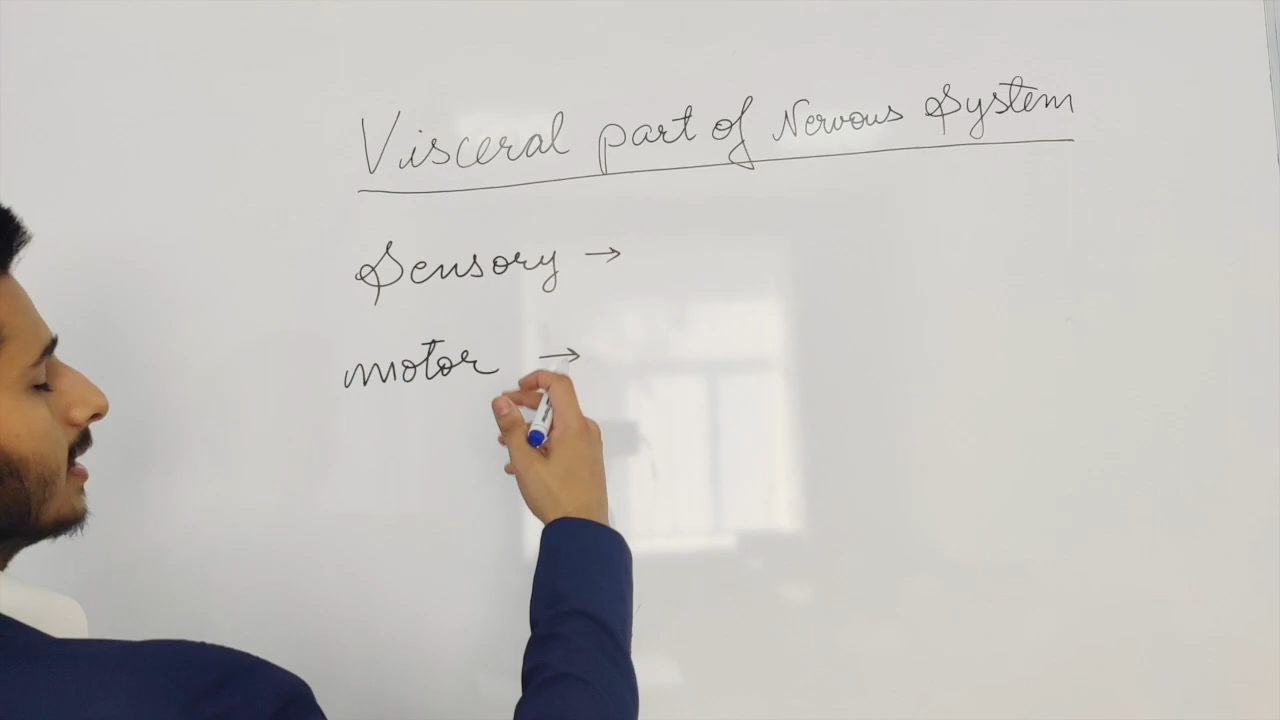 Visceral part of Nervous System
Sensory →
motor →